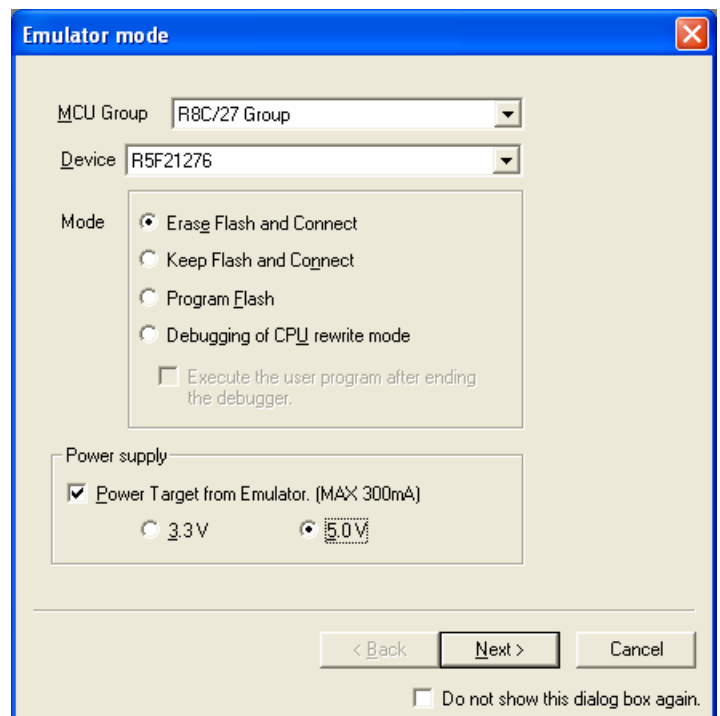 Emulator mode
MCU Group R8C/27 Group
Device R5F21276
Mode
Erase Flash and Connect
Keep Flash and Connect
Program Flash
Debugging of CPU rewrite mode
Execute the user program after ending
the debugger.
Power supply
Power Target from Emulator. (MAX 300mA)
3.3 V 5.0 V
< Back Next > Cancel
Do not show this dialog box again.